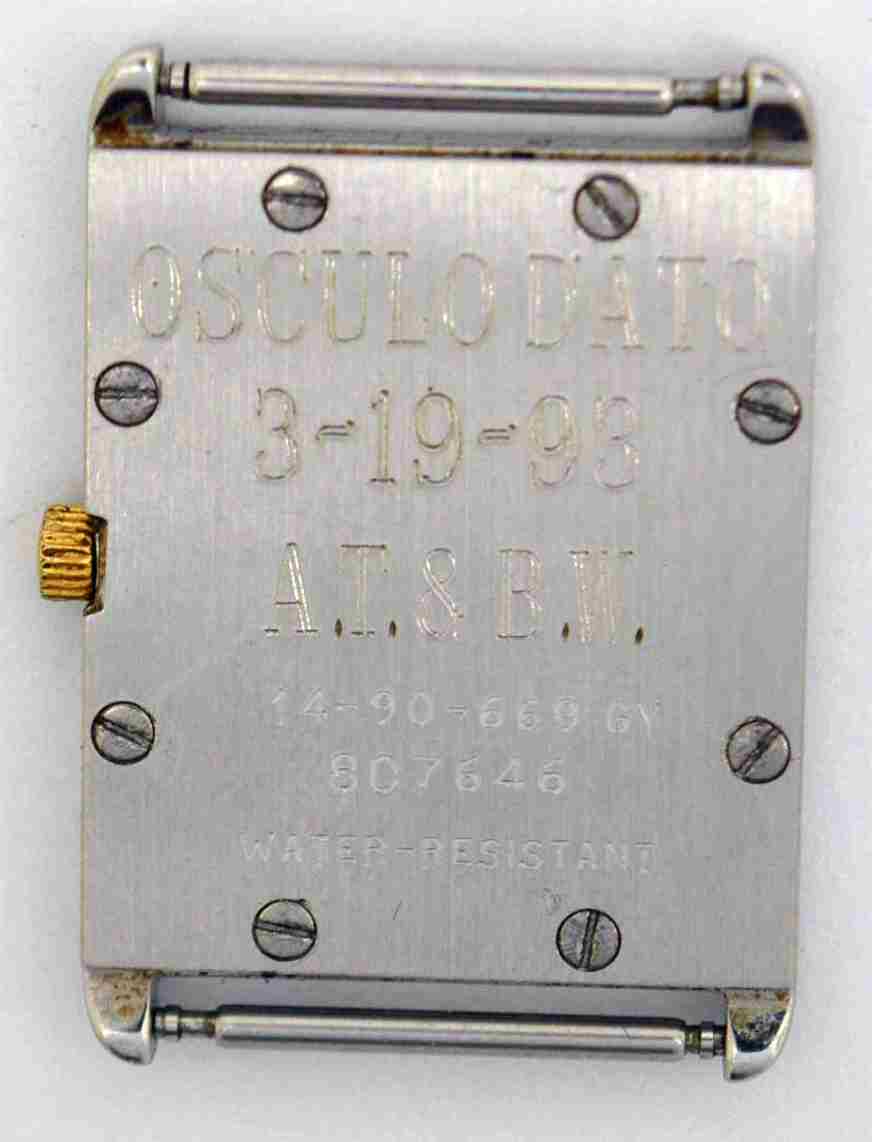 OSCULO DATO
3-19-93
A.T. & B.W.
14-90-669 GY
807646
WATER-RESISTANT